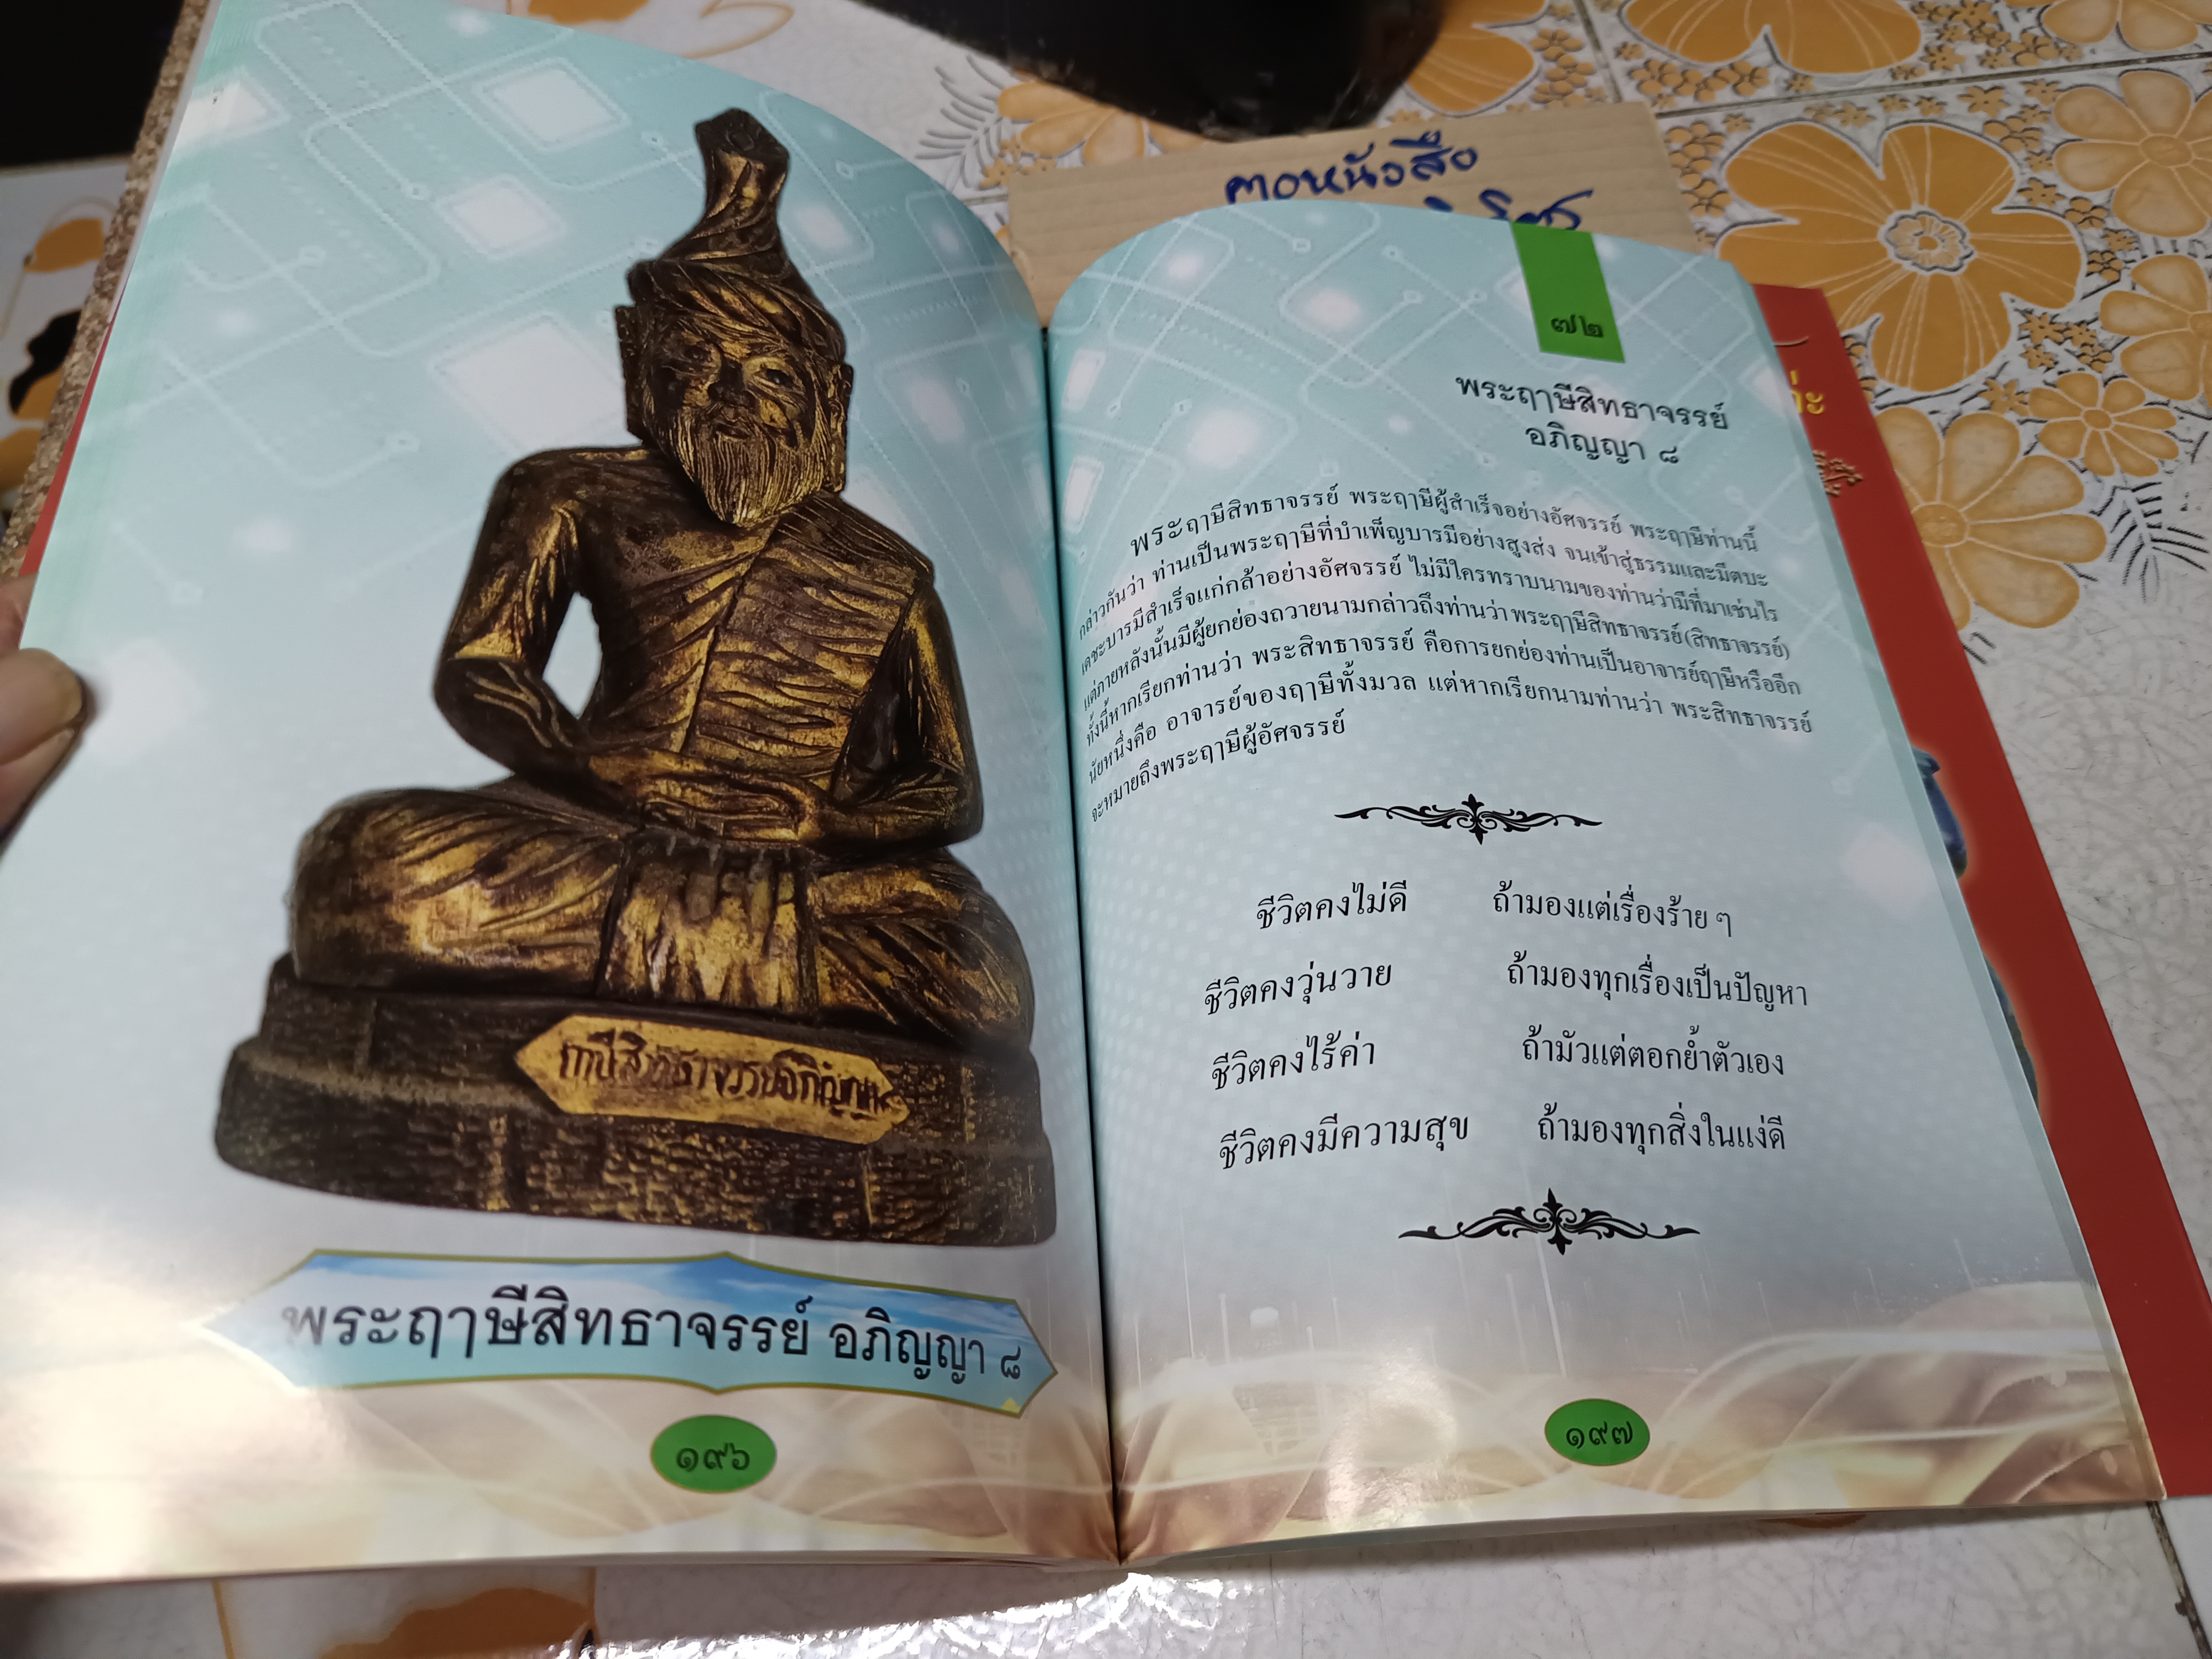 ฅอหนังสือ
พระฤๅษีสิทธาจรรย์ อภิญญา ๘
๑๙๖
๗๒
พระฤๅษีสิทธาจรรย์
อภิญญา ๘
พระฤๅษีสิทธาจรรย์ พระฤๅษีผู้สำเร็จอย่างอัศจรรย์ พระฤๅษีท่านนี้
กล่าวกันว่า ท่านเป็นพระฤๅษีที่บำเพ็ญบารมีอย่างสูงส่ง จนเข้าสู่ธรรมและมีตบะ
เดชะบารมีสำเร็จแก่กล้าอย่างอัศจรรย์ ไม่มีใครทราบนามของท่านว่ามีที่มาเช่นไร
แต่ภายหลังนั้นมีผู้ยกย่องถวายนามกล่าวถึงท่านว่า พระฤๅษีสิทธาจรรย์(สิทธาจรรย์)
ทั้งนี้หากเรียกท่านว่า พระสิทธาจรรย์ คือการยกย่องท่านเป็นอาจารย์ฤๅษีหรืออีก
นัยหนึ่งคือ อาจารย์ของฤๅษีทั้งมวล แต่หากเรียกนามท่านว่า พระสิทธาจรรย์
จะหมายถึงพระฤๅษีผู้อัศจรรย์
ชีวิตคงไม่ดี ถ้ามองแต่เรื่องร้าย ๆ
ชีวิตคงวุ่นวาย ถ้ามองทุกเรื่องเป็นปัญหา
ชีวิตคงไร้ค่า ถ้ามัวแต่ตอกย้ำตัวเอง
ชีวิตคงมีความสุข ถ้ามองทุกสิ่งในแง่ดี
๑๙๗